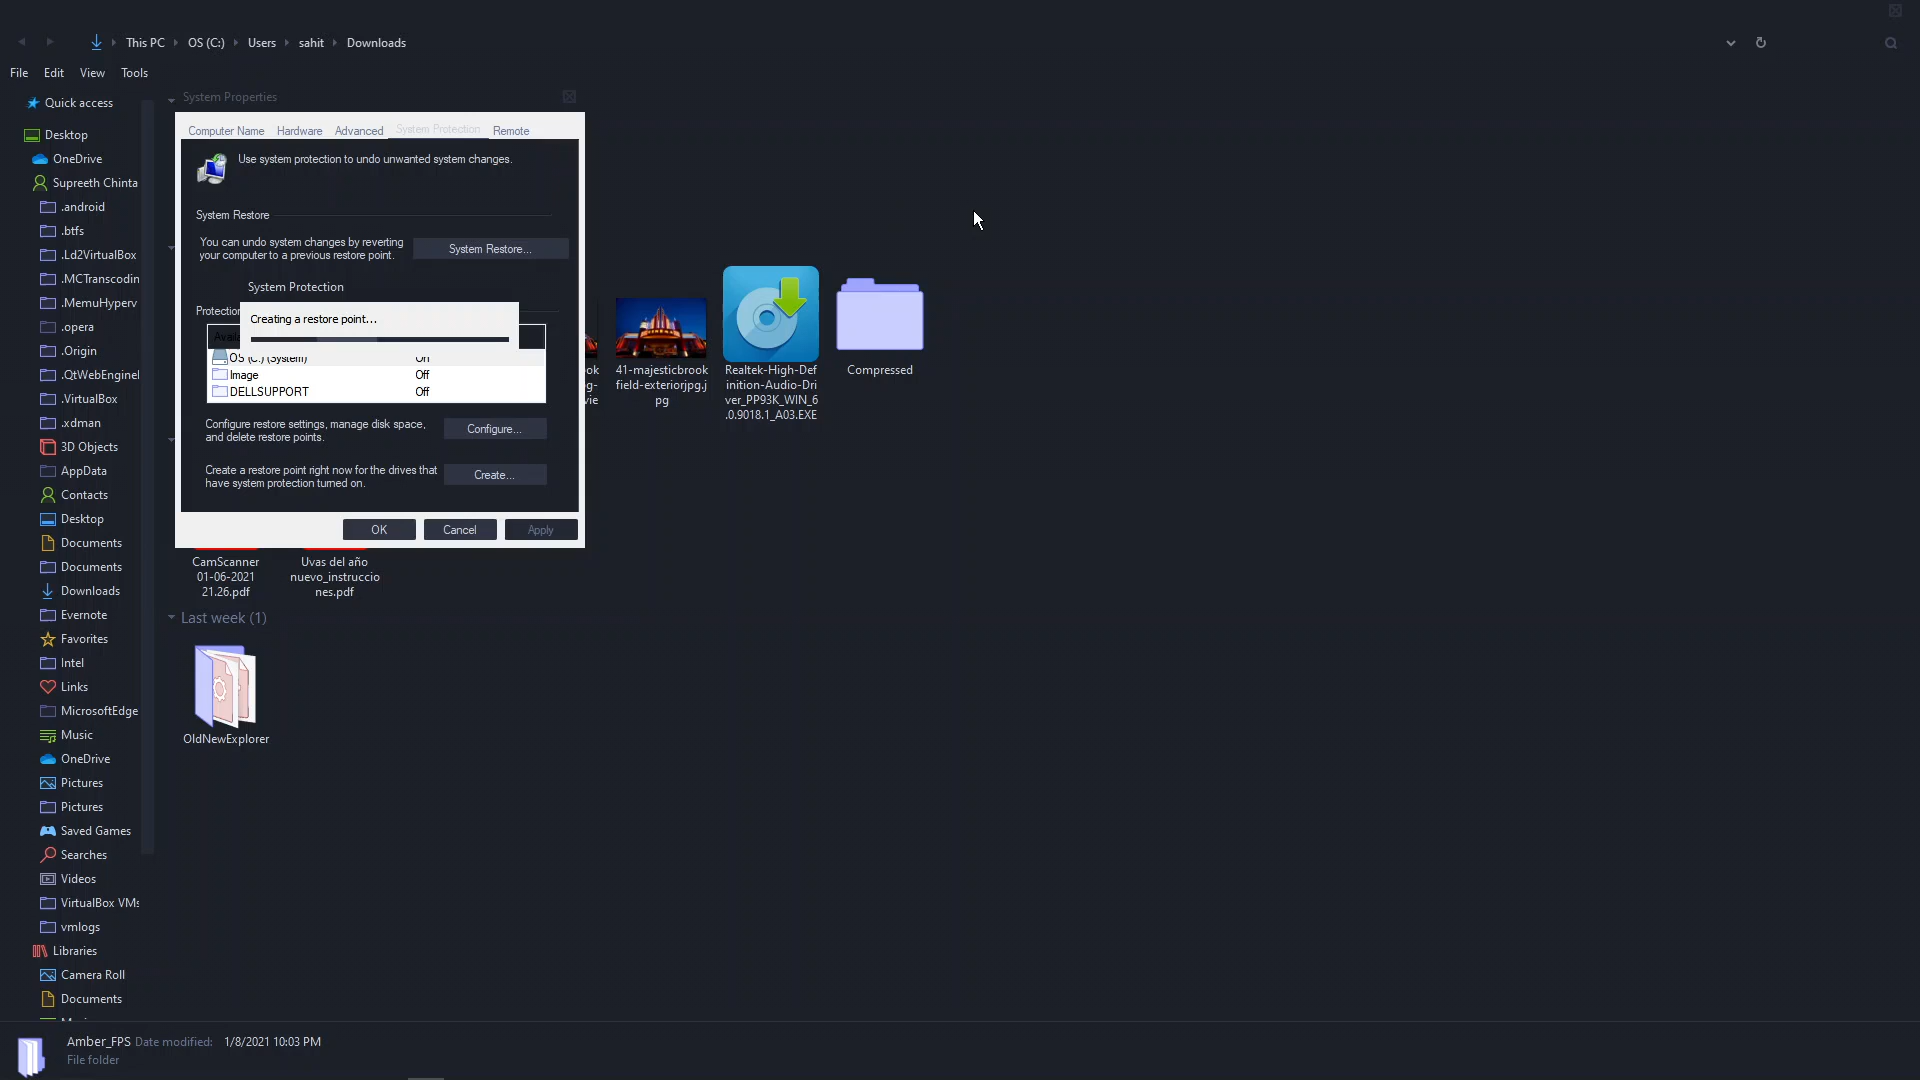 This PC
OS (C:)
Users
sahit
Downloads
File
Edit
View
Tools
Quick access
Desktop
OneDrive
Supreeth Chinta
.android
.btfs
.Ld2VirtualBox
.MCTranscodin
.MemuHyperv
.opera
.Origin
.QtWebEngine
.VirtualBox
.xdman
3D Objects
AppData
Contacts
Desktop
Documents
Documents
Downloads
Evernote
Favorites
Intel
Links
MicrosoftEdge
Music
OneDrive
Pictures
Pictures
Saved Games
Searches
Videos
VirtualBox VMs
vmlogs
Libraries
Camera Roll
Documents
System Properties
Computer Name
Hardware
Advanced
System Protection
Remote
Use system protection to undo unwanted system changes.
System Restore
You can undo system changes by reverting
your computer to a previous restore point.
System Restore...
System Protection
Protection
Creating a restore point...
OS (C:) (System) On
Image Off
DELLSUPPORT Off
Configure restore settings, manage disk space,
and delete restore points.
Configure...
Create a restore point right now for the drives that
have system protection turned on.
Create...
OK
Cancel
Apply
41-majesticbrook
field-exteriorjpg.j
pg
Realtek-High-Def
inition-Audio-Dri
ver_PP93K_WIN_6
.0.9018.1_A03.EXE
Compressed
CamScanner
01-06-2021
21.26.pdf
Uvas del año
nuevo_instruccio
nes.pdf
Last week (1)
OldNewExplorer
Amber_FPS Date modified: 1/8/2021 10:03 PM
File folder